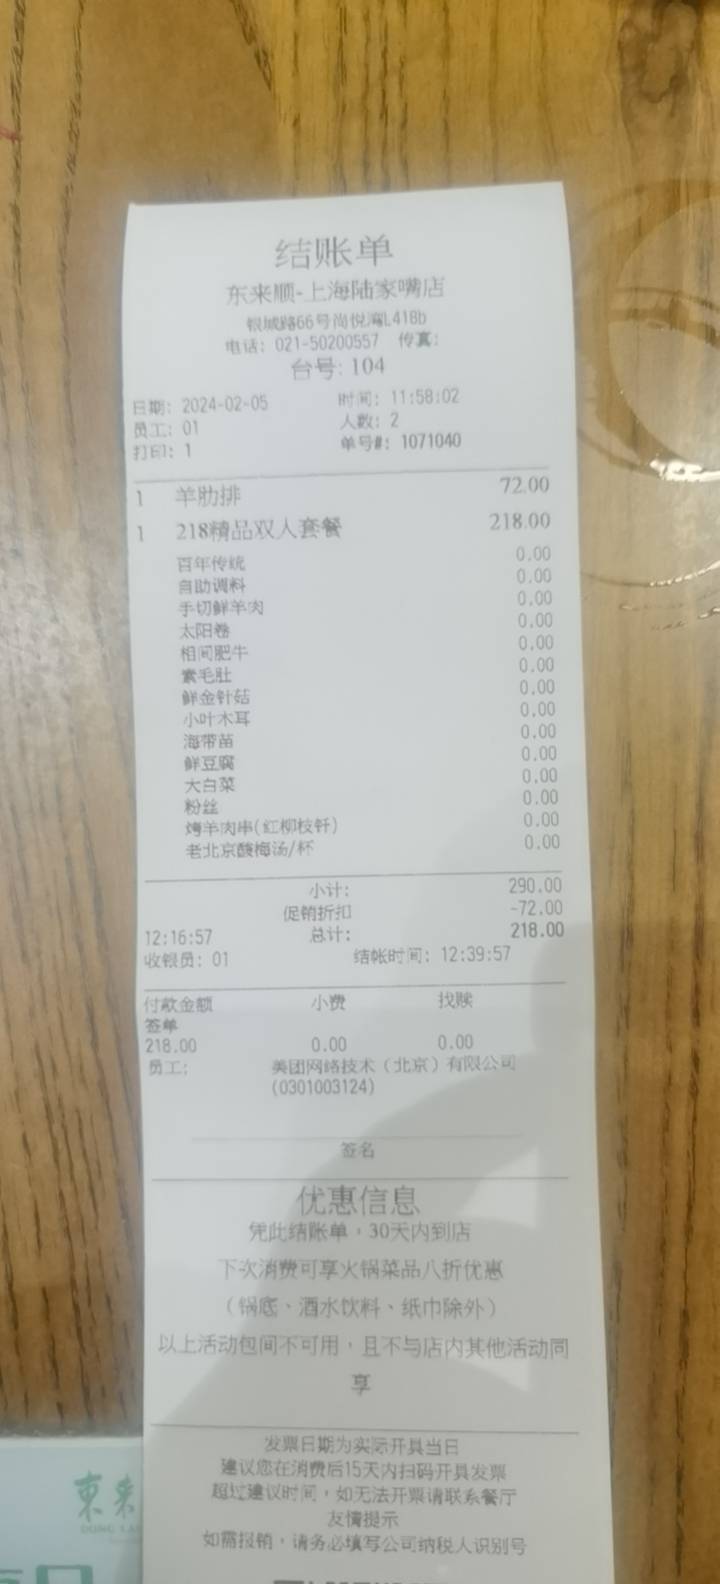 结账单
东来顺-上海陆家嘴店
银城路66号尚悦湾L418b
电话: 021-50200557 传真:
台号: 104
日期: 2024-02-05 时间: 11:58:02
员工: 01 人数: 2
打印: 1 单号#: 1071040
1 羊肋排 72.00
1 218精品双人套餐 218.00
百年传统 0.00
自助调料 0.00
手切鲜羊肉 0.00
太阳卷 0.00
相间肥牛 0.00
素毛肚 0.00
鲜金针菇 0.00
小叶木耳 0.00
海带苗 0.00
鲜豆腐 0.00
大白菜 0.00
粉丝 0.00
烤羊肉串(红柳枝钎) 0.00
老北京酸梅汤/杯 0.00
小计: 290.00
促销折扣 -72.00
12:16:57 总计: 218.00
收银员: 01 结帐时间: 12:39:57
付款金额 小费 找赎
签单
218.00 0.00 0.00
员工: 美团网络技术（北京）有限公司
(0301003124)
签名
优惠信息
凭此结账单，30天内到店
下次消费可享火锅菜品八折优惠
（锅底、酒水饮料、纸巾除外）
以上活动包间不可用，且不与店内其他活动同
享
发票日期为实际开具当日
建议您在消费后15天内扫码开具发票
超过建议时间，如无法开票请联系餐厅
友情提示
如需报销，请务必填写公司纳税人识别号
東来
DONG LAI